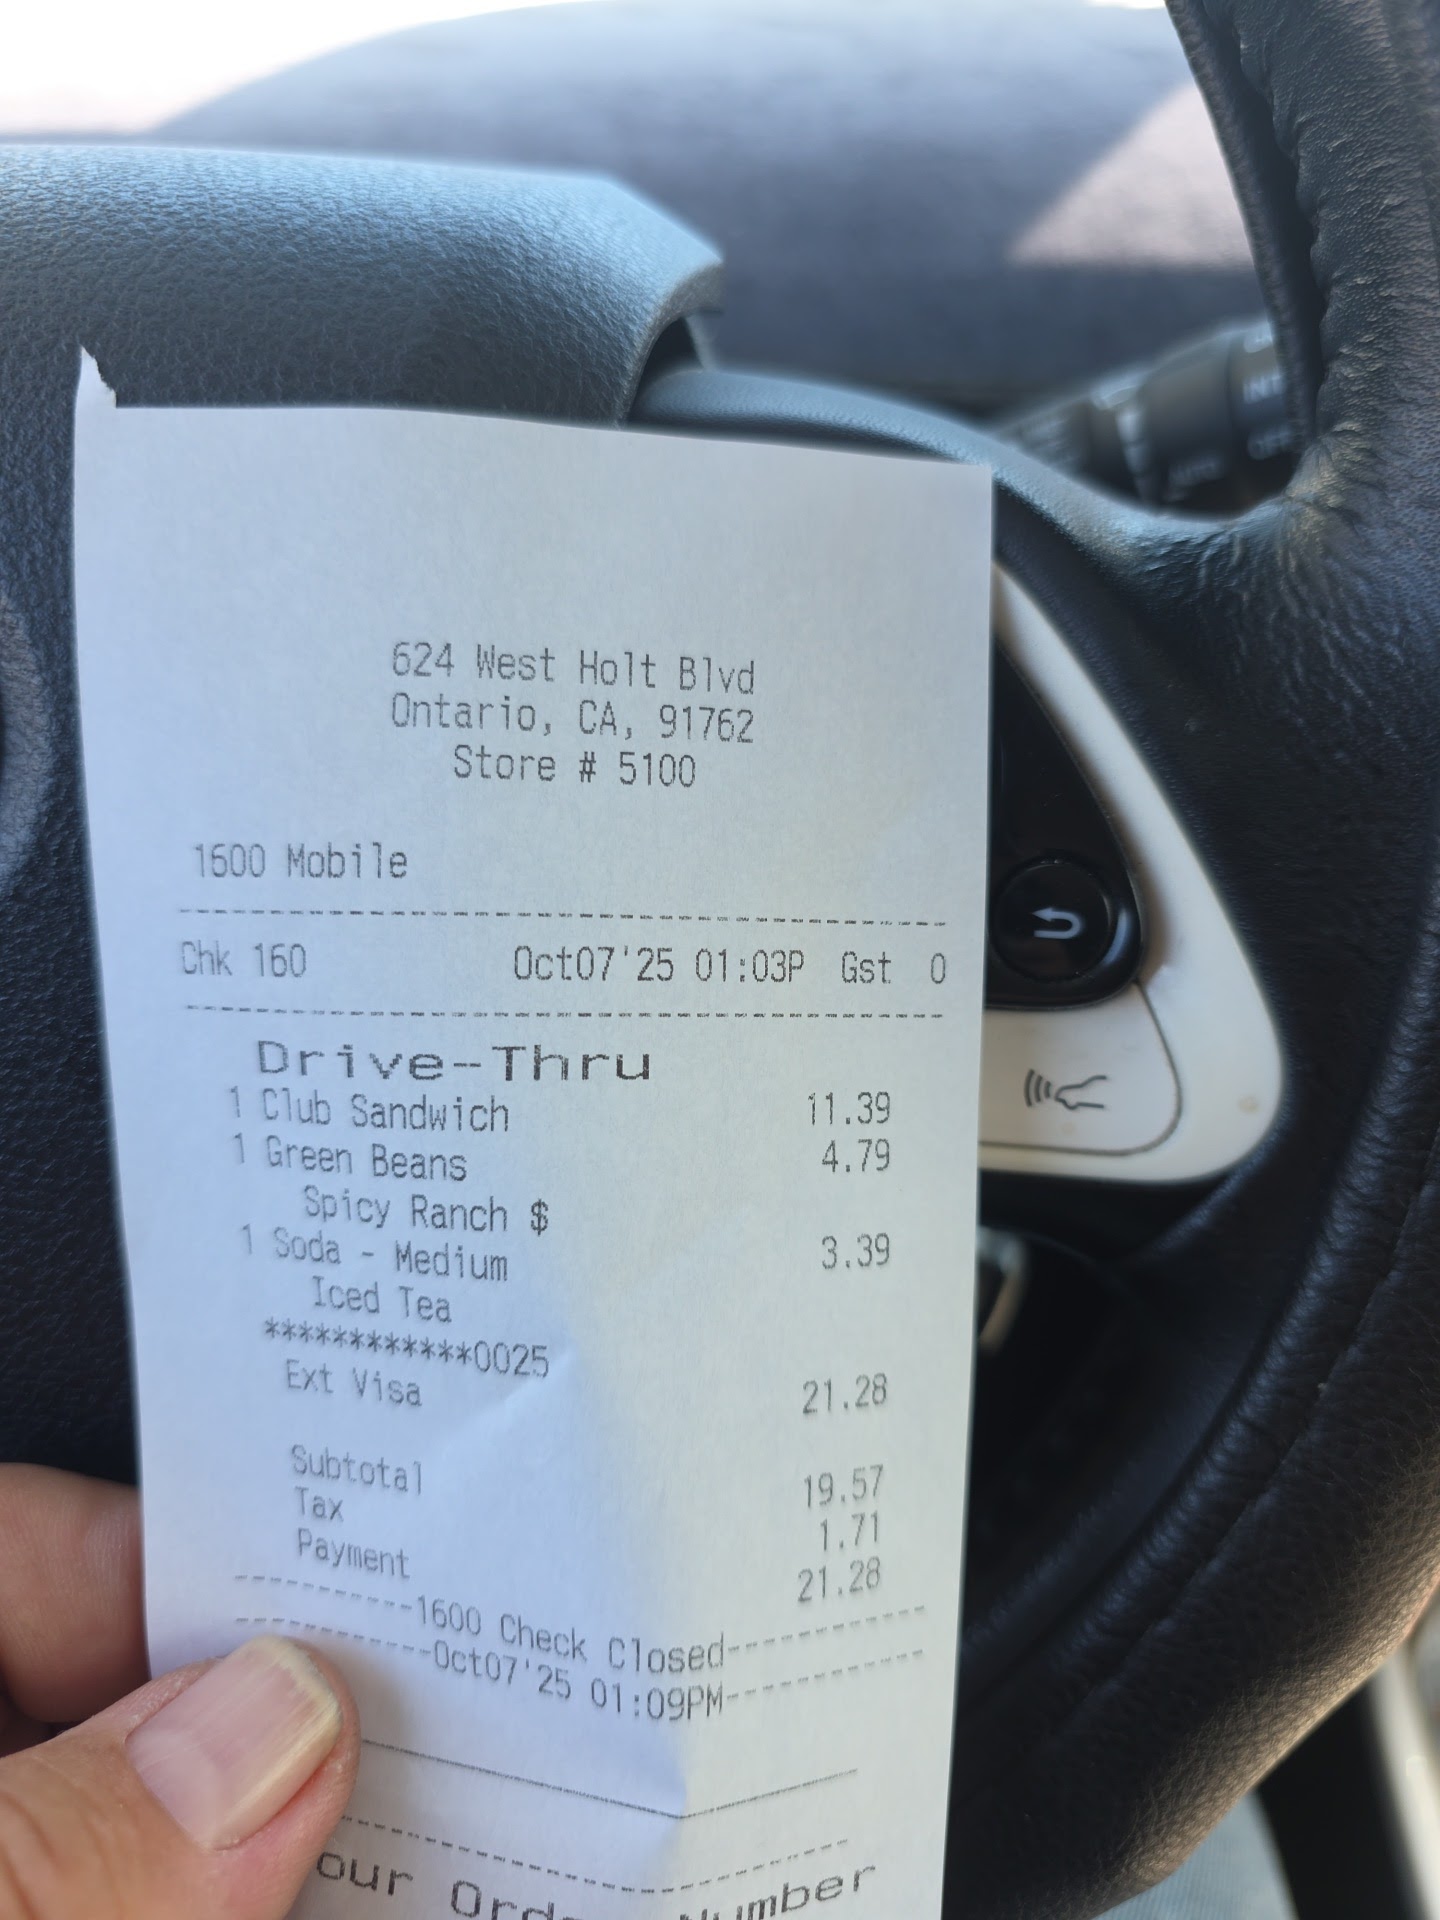 624 West Holt Blvd
Ontario, CA, 91762
Store # 5100
1600 Mobile
Chk 160 Oct07'25 01:03P Gst 0
Drive-Thru
1 Club Sandwich 11.39
1 Green Beans 4.79
Spicy Ranch $
1 Soda - Medium 3.39
Iced Tea
************0025
Ext Visa 21.28
Subtotal 19.57
Tax 1.71
Payment 21.28
----------1600 Check Closed-----------
-----------Oct07'25 01:09PM-----------